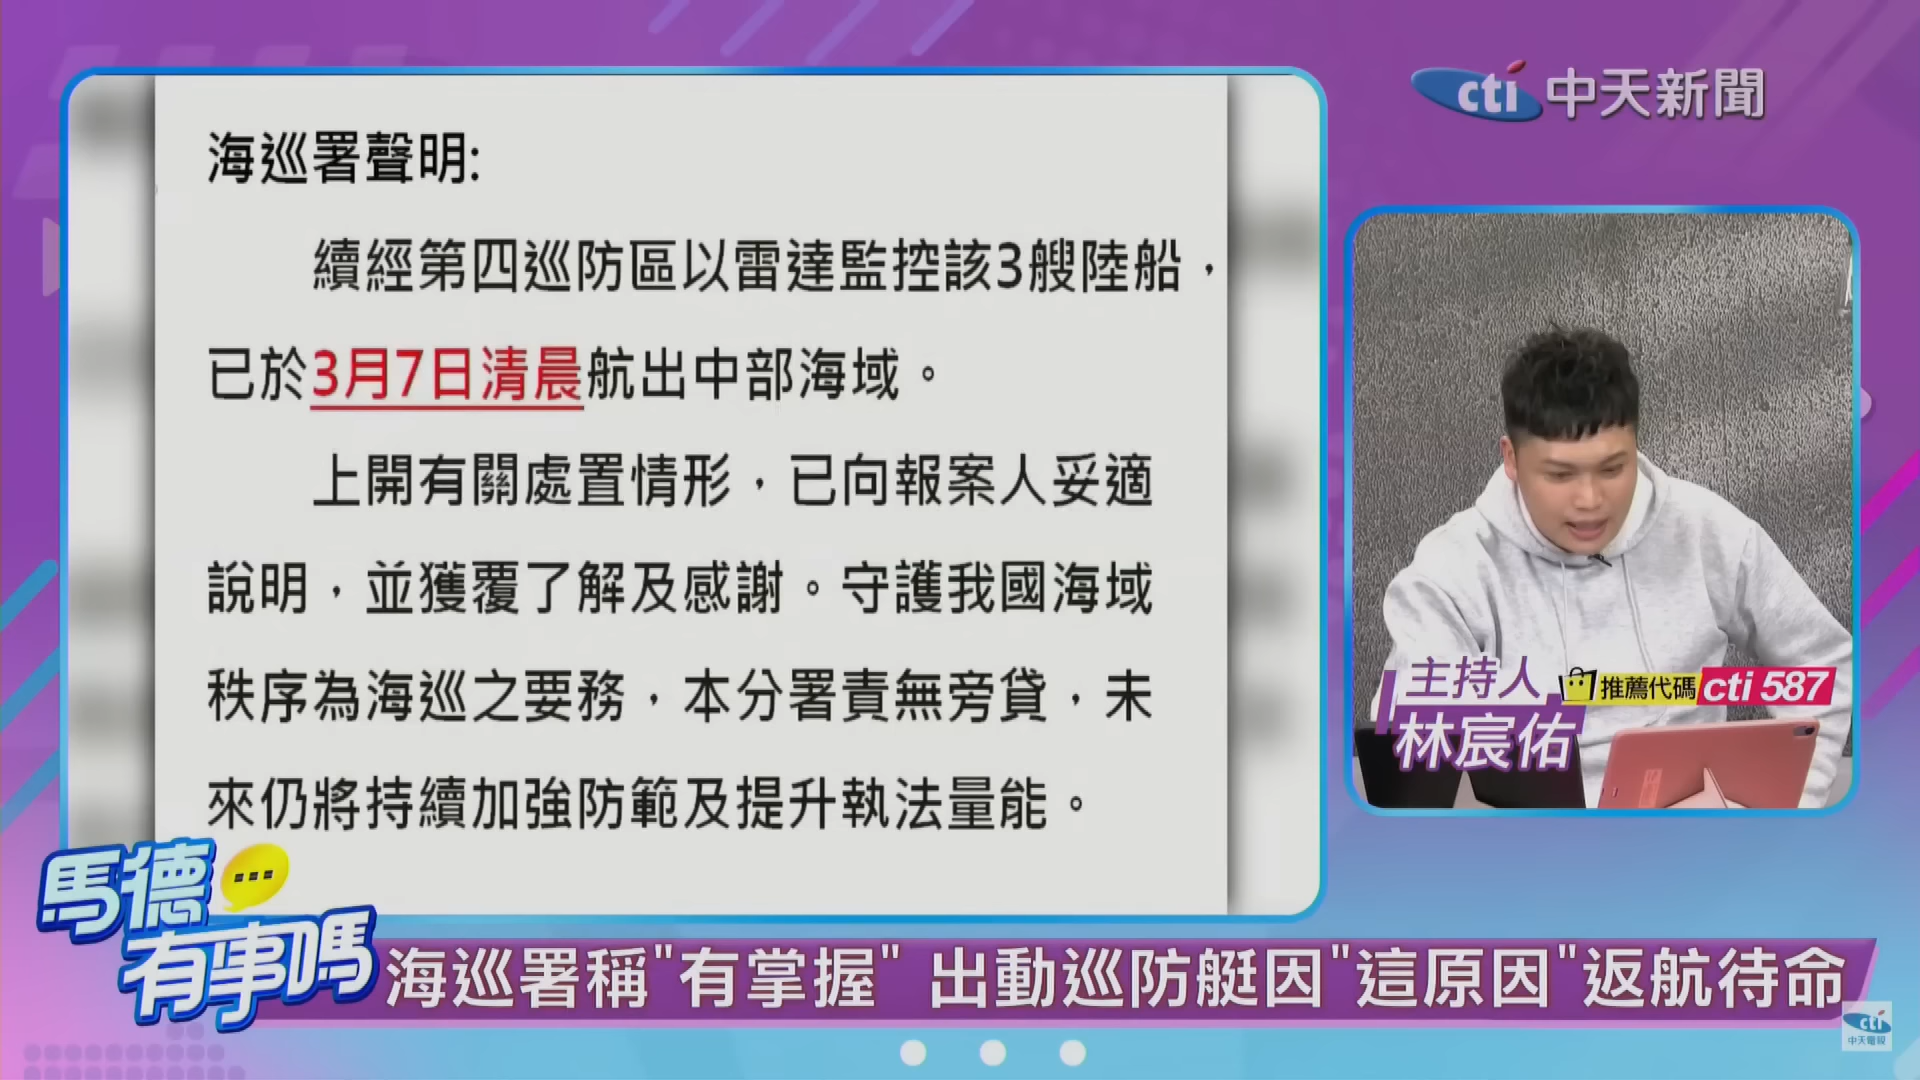 海巡署聲明:
續經第四巡防區以雷達監控該3艘陸船，
已於3月7日清晨航出中部海域。
上開有關處置情形，已向報案人妥適
說明，並獲覆了解及感謝。守護我國海域
秩序為海巡之要務，本分署責無旁貸，未
來仍將持續加強防範及提升執法量能。
cti 中天新聞
主持人
林宸佑
推薦代碼 cti 587
馬德
有事嗎
海巡署稱"有掌握" 出動巡防艇因"這原因"返航待命
cti
中天電視